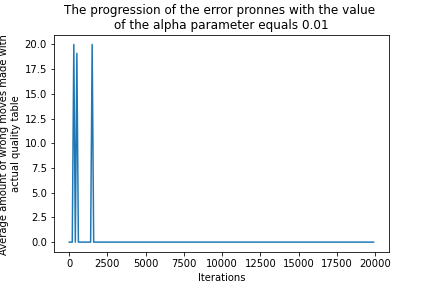 The progression of the error pronnes with the value
of the alpha parameter equals 0.01
Average amount of wrong moves made with
actual quality table
20.0
17.5
15.0
12.5
10.0
7.5
5.0
2.5
0.0
0 2500 5000 7500 10000 12500 15000 17500 20000
Iterations